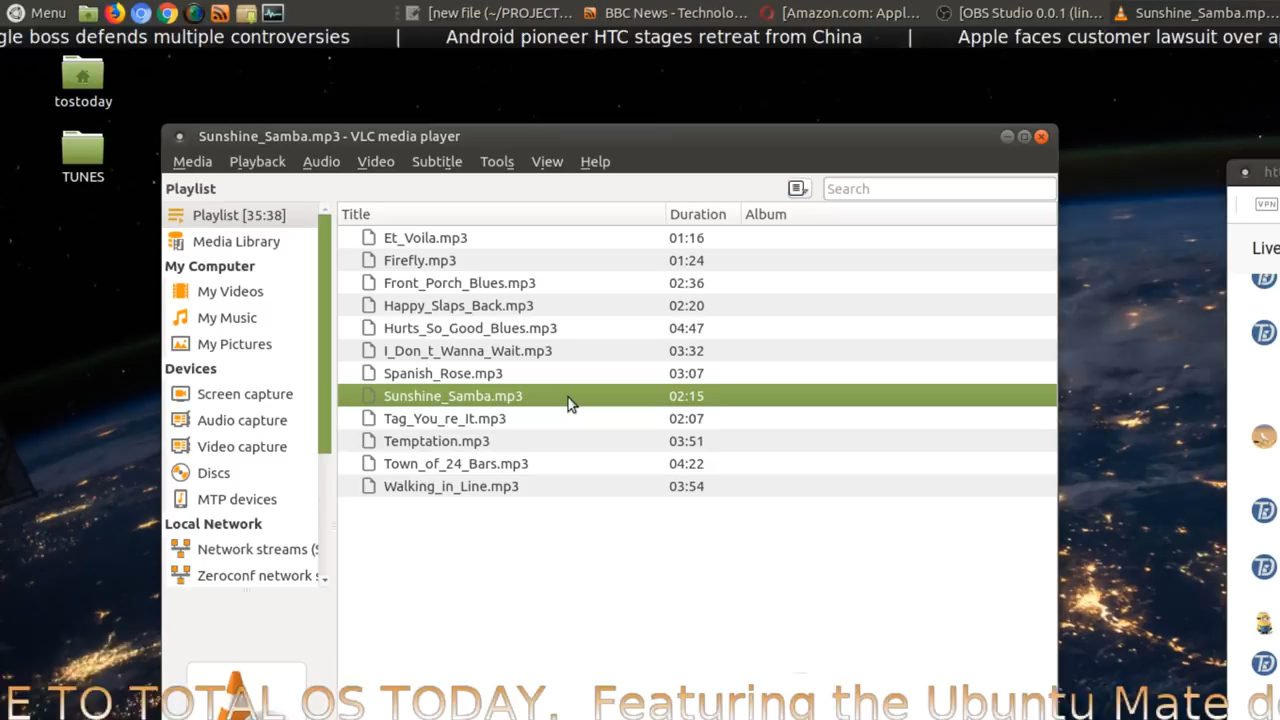 Menu [new file (~/PROJECT... BBC News - Technolo... [Amazon.com: Appl... [OBS Studio 0.0.1 (lin... Sunshine_Samba.mp...
gle boss defends multiple controversies | Android pioneer HTC stages retreat from China | Apple faces customer lawsuit over
tostoday
TUNES
Sunshine_Samba.mp3 - VLC media player
Media Playback Audio Video Subtitle Tools View Help
Playlist Search
VPN
Live
Playlist [35:38]
Media Library
My Computer
My Videos
My Music
My Pictures
Devices
Screen capture
Audio capture
Video capture
Discs
MTP devices
Local Network
Network streams (
Zeroconf network
Title Duration Album
Et_Voila.mp3 01:16
Firefly.mp3 01:24
Front_Porch_Blues.mp3 02:36
Happy_Slaps_Back.mp3 02:20
Hurts_So_Good_Blues.mp3 04:47
I_Don_t_Wanna_Wait.mp3 03:32
Spanish_Rose.mp3 03:07
Sunshine_Samba.mp3 02:15
Tag_You_re_It.mp3 02:07
Temptation.mp3 03:51
Town_of_24_Bars.mp3 04:22
Walking_in_Line.mp3 03:54
E TO TOTAL OS TODAY. Featuring the Ubuntu Mate de